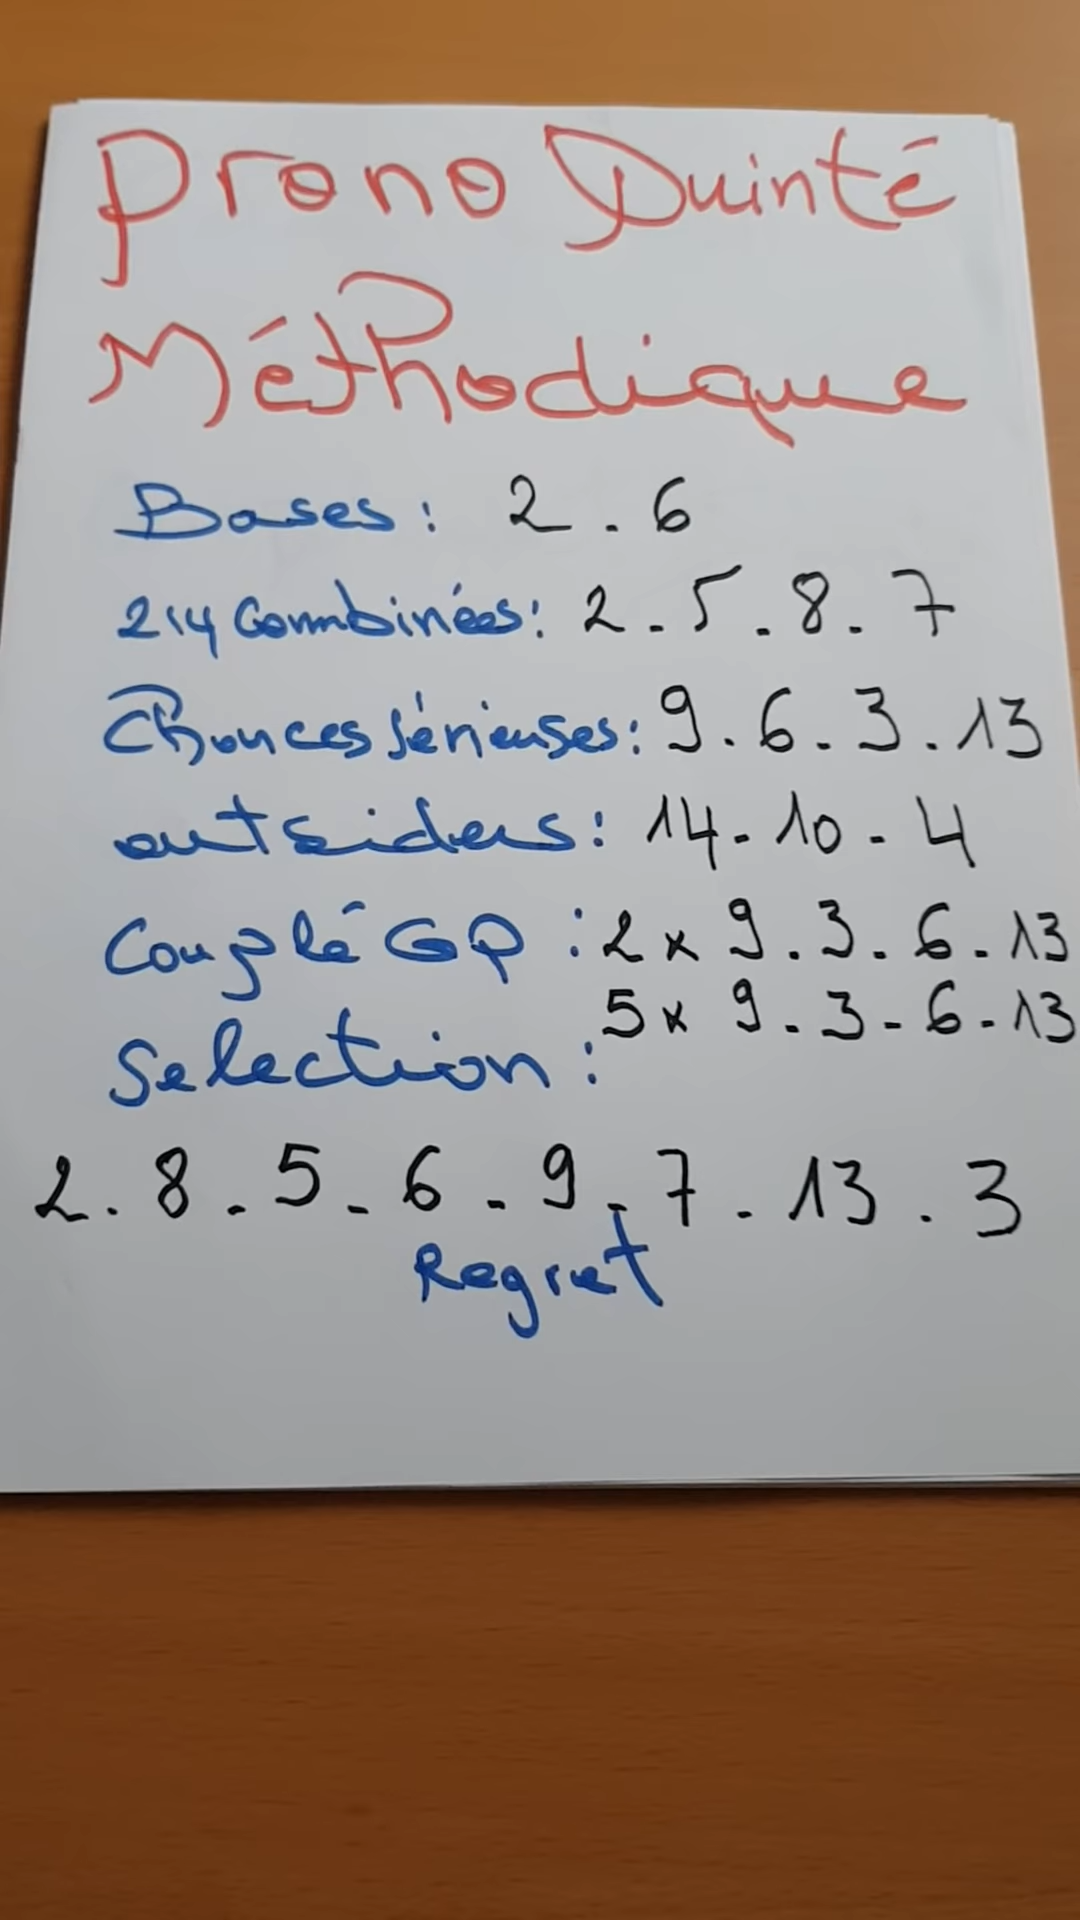 Prono Quinté
Méthodique
Bases: 2.6
2/4 Combinées: 2.5.8.7
Chances Sérieuses: 9.6.3.13
outsiders: 14-10-4
Couplé GP: 2x 9.3.6.13
5x 9.3-6-13
Selection:
2.8.5.6.9.7.13.3
Regret